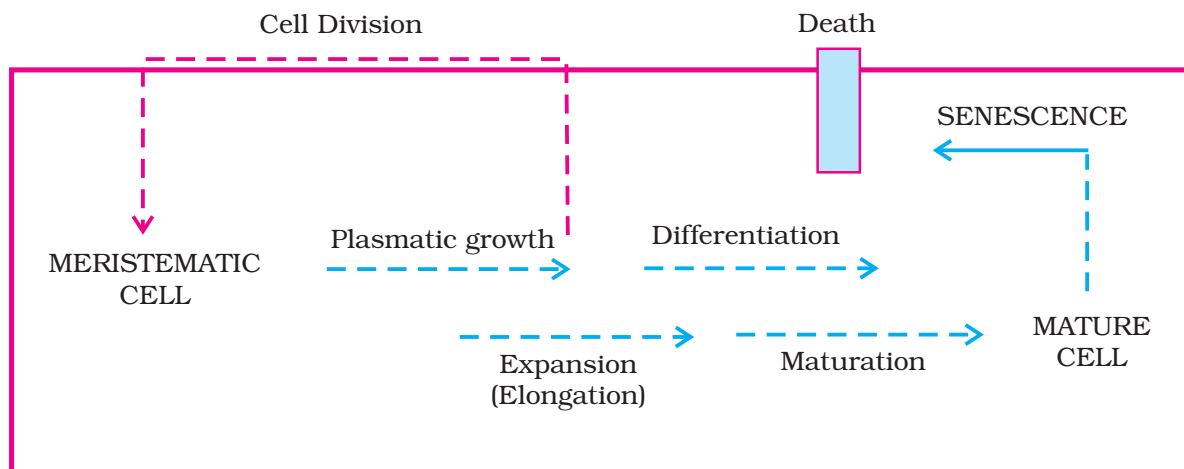 Cell Division
Death
SENESCENCE
Plasmatic growth
Differentiation
MERISTEMATIC
CELL
Expansion
(Elongation)
Maturation
MATURE
CELL